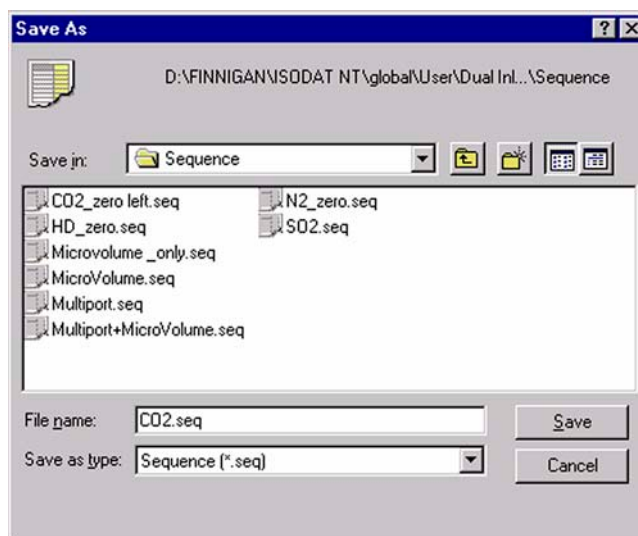 Save As
D:\FINNIGAN\ISODAT NT\global\User\Dual Inl...\Sequence
Save in: Sequence
CO2_zero left.seq
HD_zero.seq
Microvolume _only.seq
MicroVolume.seq
Multiport.seq
Multiport+MicroVolume.seq
N2_zero.seq
SO2.seq
File name: CO2.seq Save
Save as type: Sequence (*.seq) Cancel